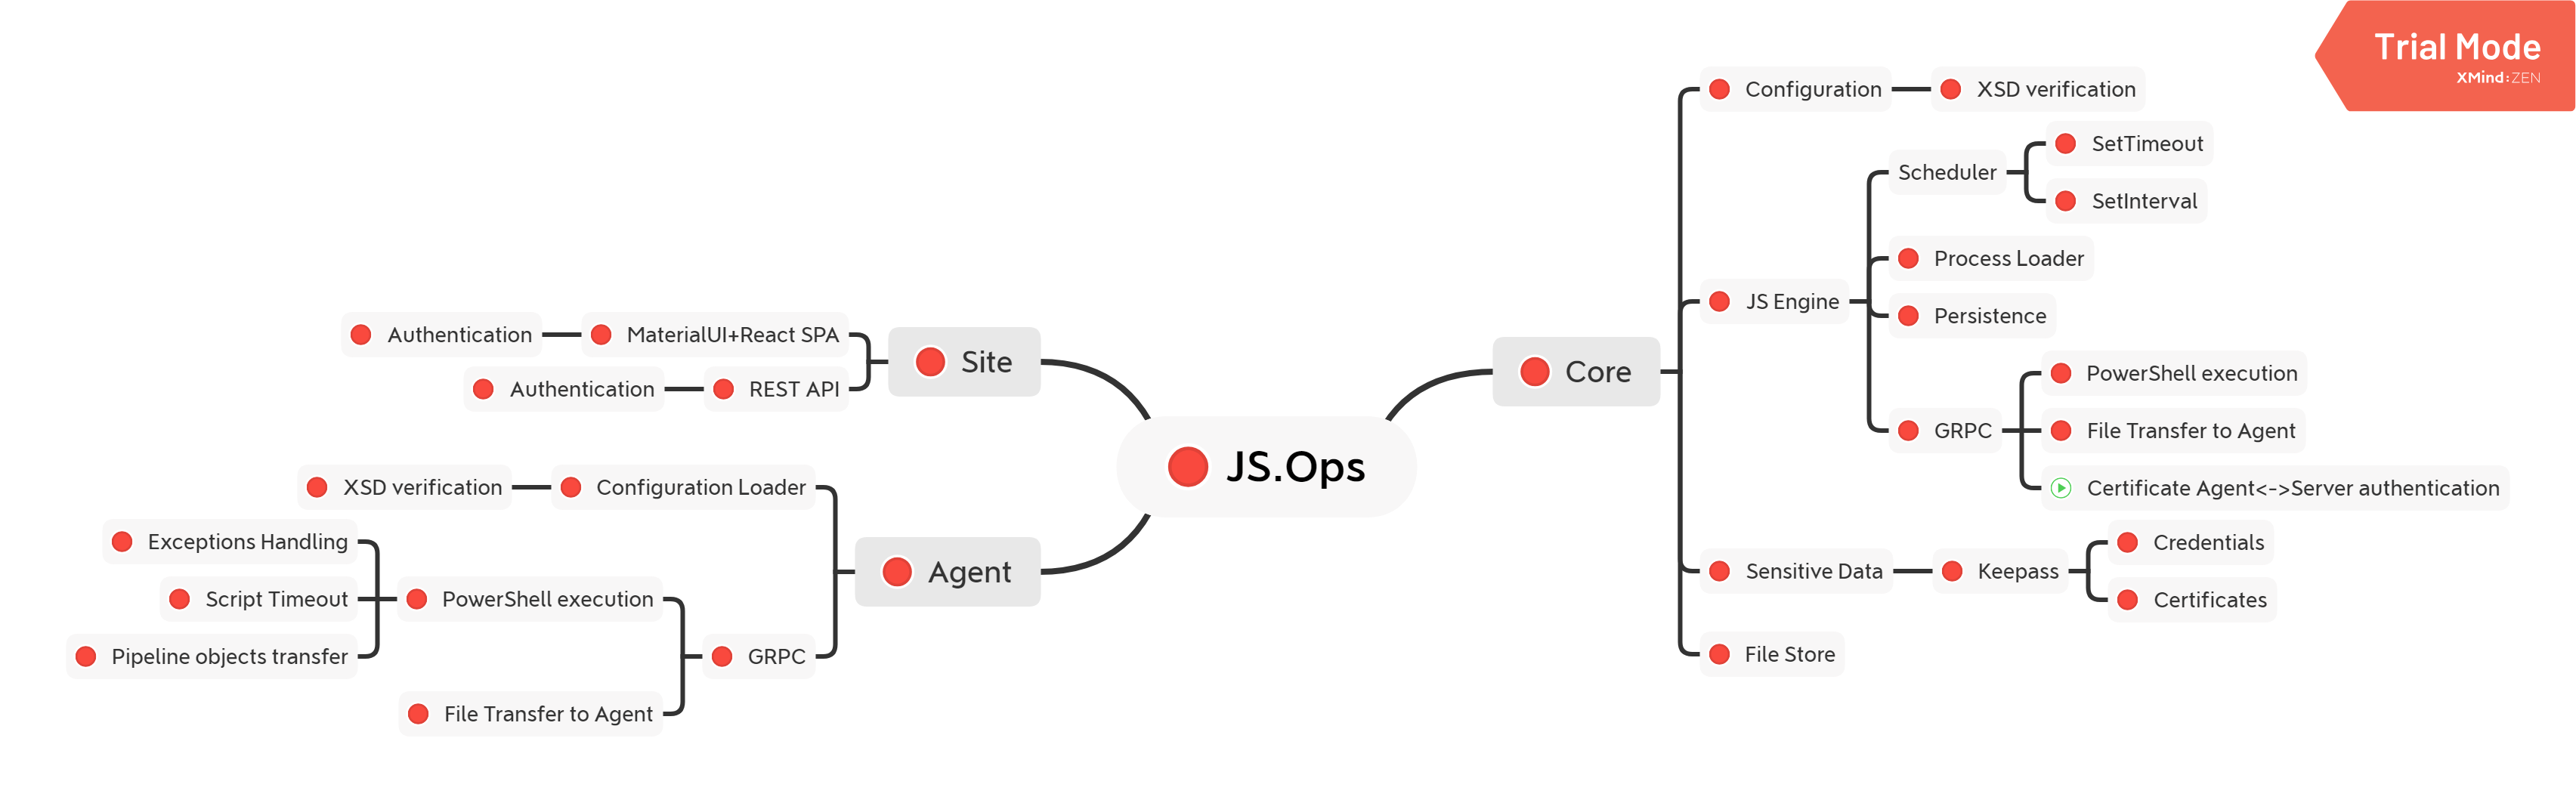 Trial Mode
XMind:ZEN
JS.Ops
Core
Configuration
XSD verification
JS Engine
Scheduler
SetTimeout
SetInterval
Process Loader
Persistence
GRPC
PowerShell execution
File Transfer to Agent
Certificate Agent<->Server authentication
Sensitive Data
Keepass
Credentials
Certificates
File Store
Site
MaterialUI+React SPA
Authentication
REST API
Authentication
Agent
Configuration Loader
XSD verification
GRPC
PowerShell execution
Exceptions Handling
Script Timeout
Pipeline objects transfer
File Transfer to Agent